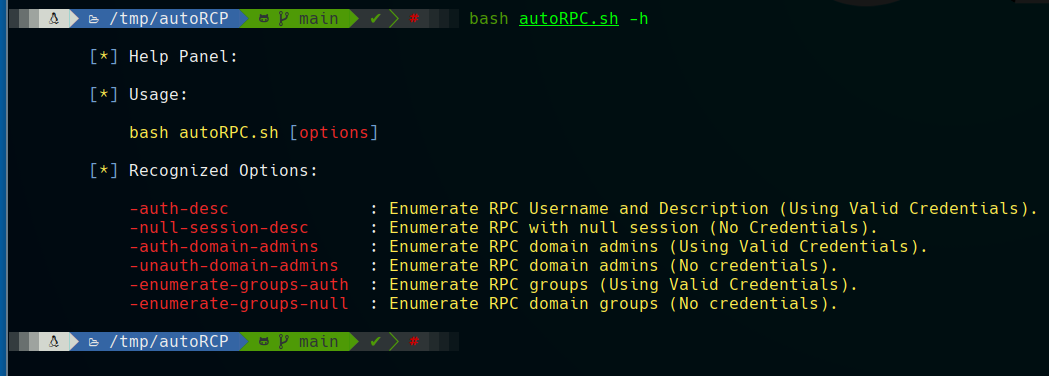 /tmp/autoRCP main ✔ # bash autoRPC.sh -h
[*] Help Panel:
[*] Usage:
bash autoRPC.sh [options]
[*] Recognized Options:
-auth-desc : Enumerate RPC Username and Description (Using Valid Credentials).
-null-session-desc : Enumerate RPC with null session (No Credentials).
-auth-domain-admins : Enumerate RPC domain admins (Using Valid Credentials).
-unauth-domain-admins : Enumerate RPC domain admins (No credentials).
-enumerate-groups-auth : Enumerate RPC groups (Using Valid Credentials).
-enumerate-groups-null : Enumerate RPC domain groups (No credentials).
/tmp/autoRCP main ✔ #